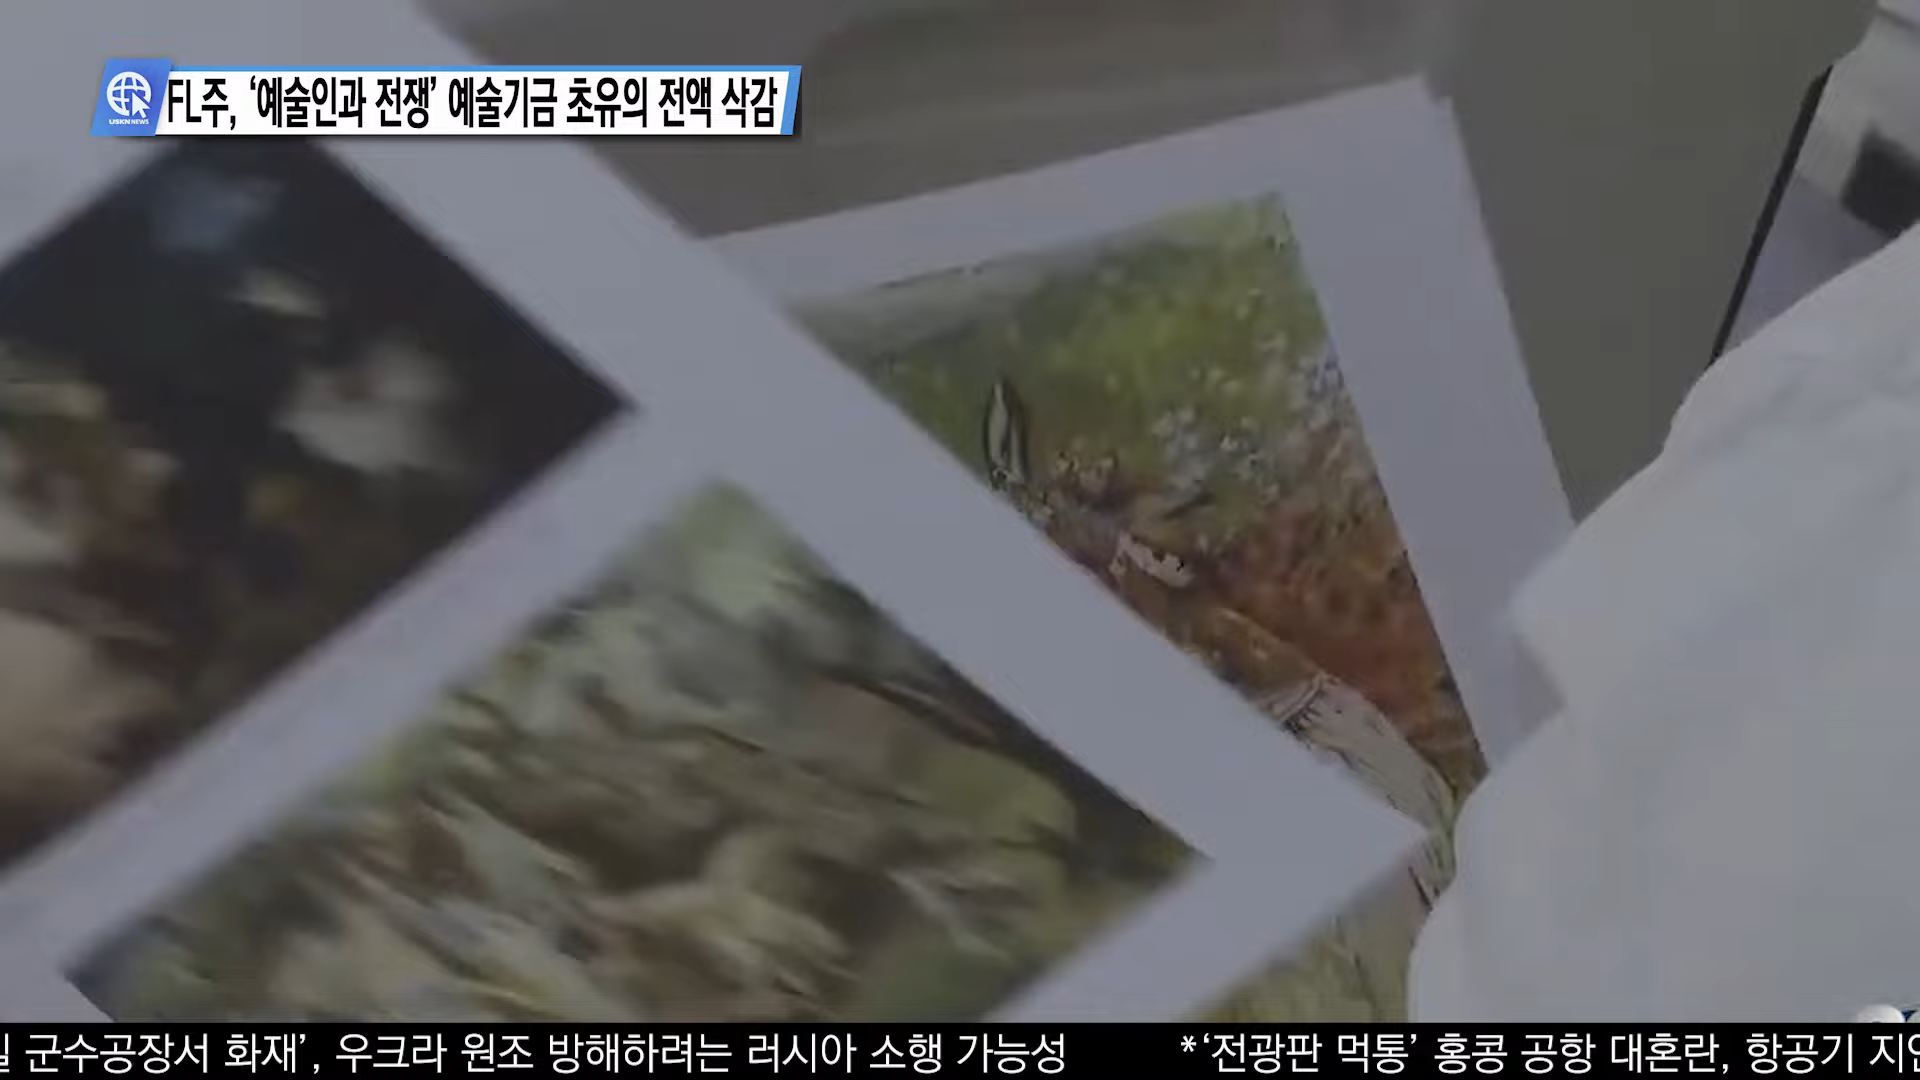 FL주, ‘예술인과 전쟁’ 예술기금 초유의 전액 삭감
USKN NEWS
군수공장서 화재’, 우크라 원조 방해하려는 러시아 소행 가능성 *‘전광판 먹통’ 홍콩 공항 대혼란, 항공기